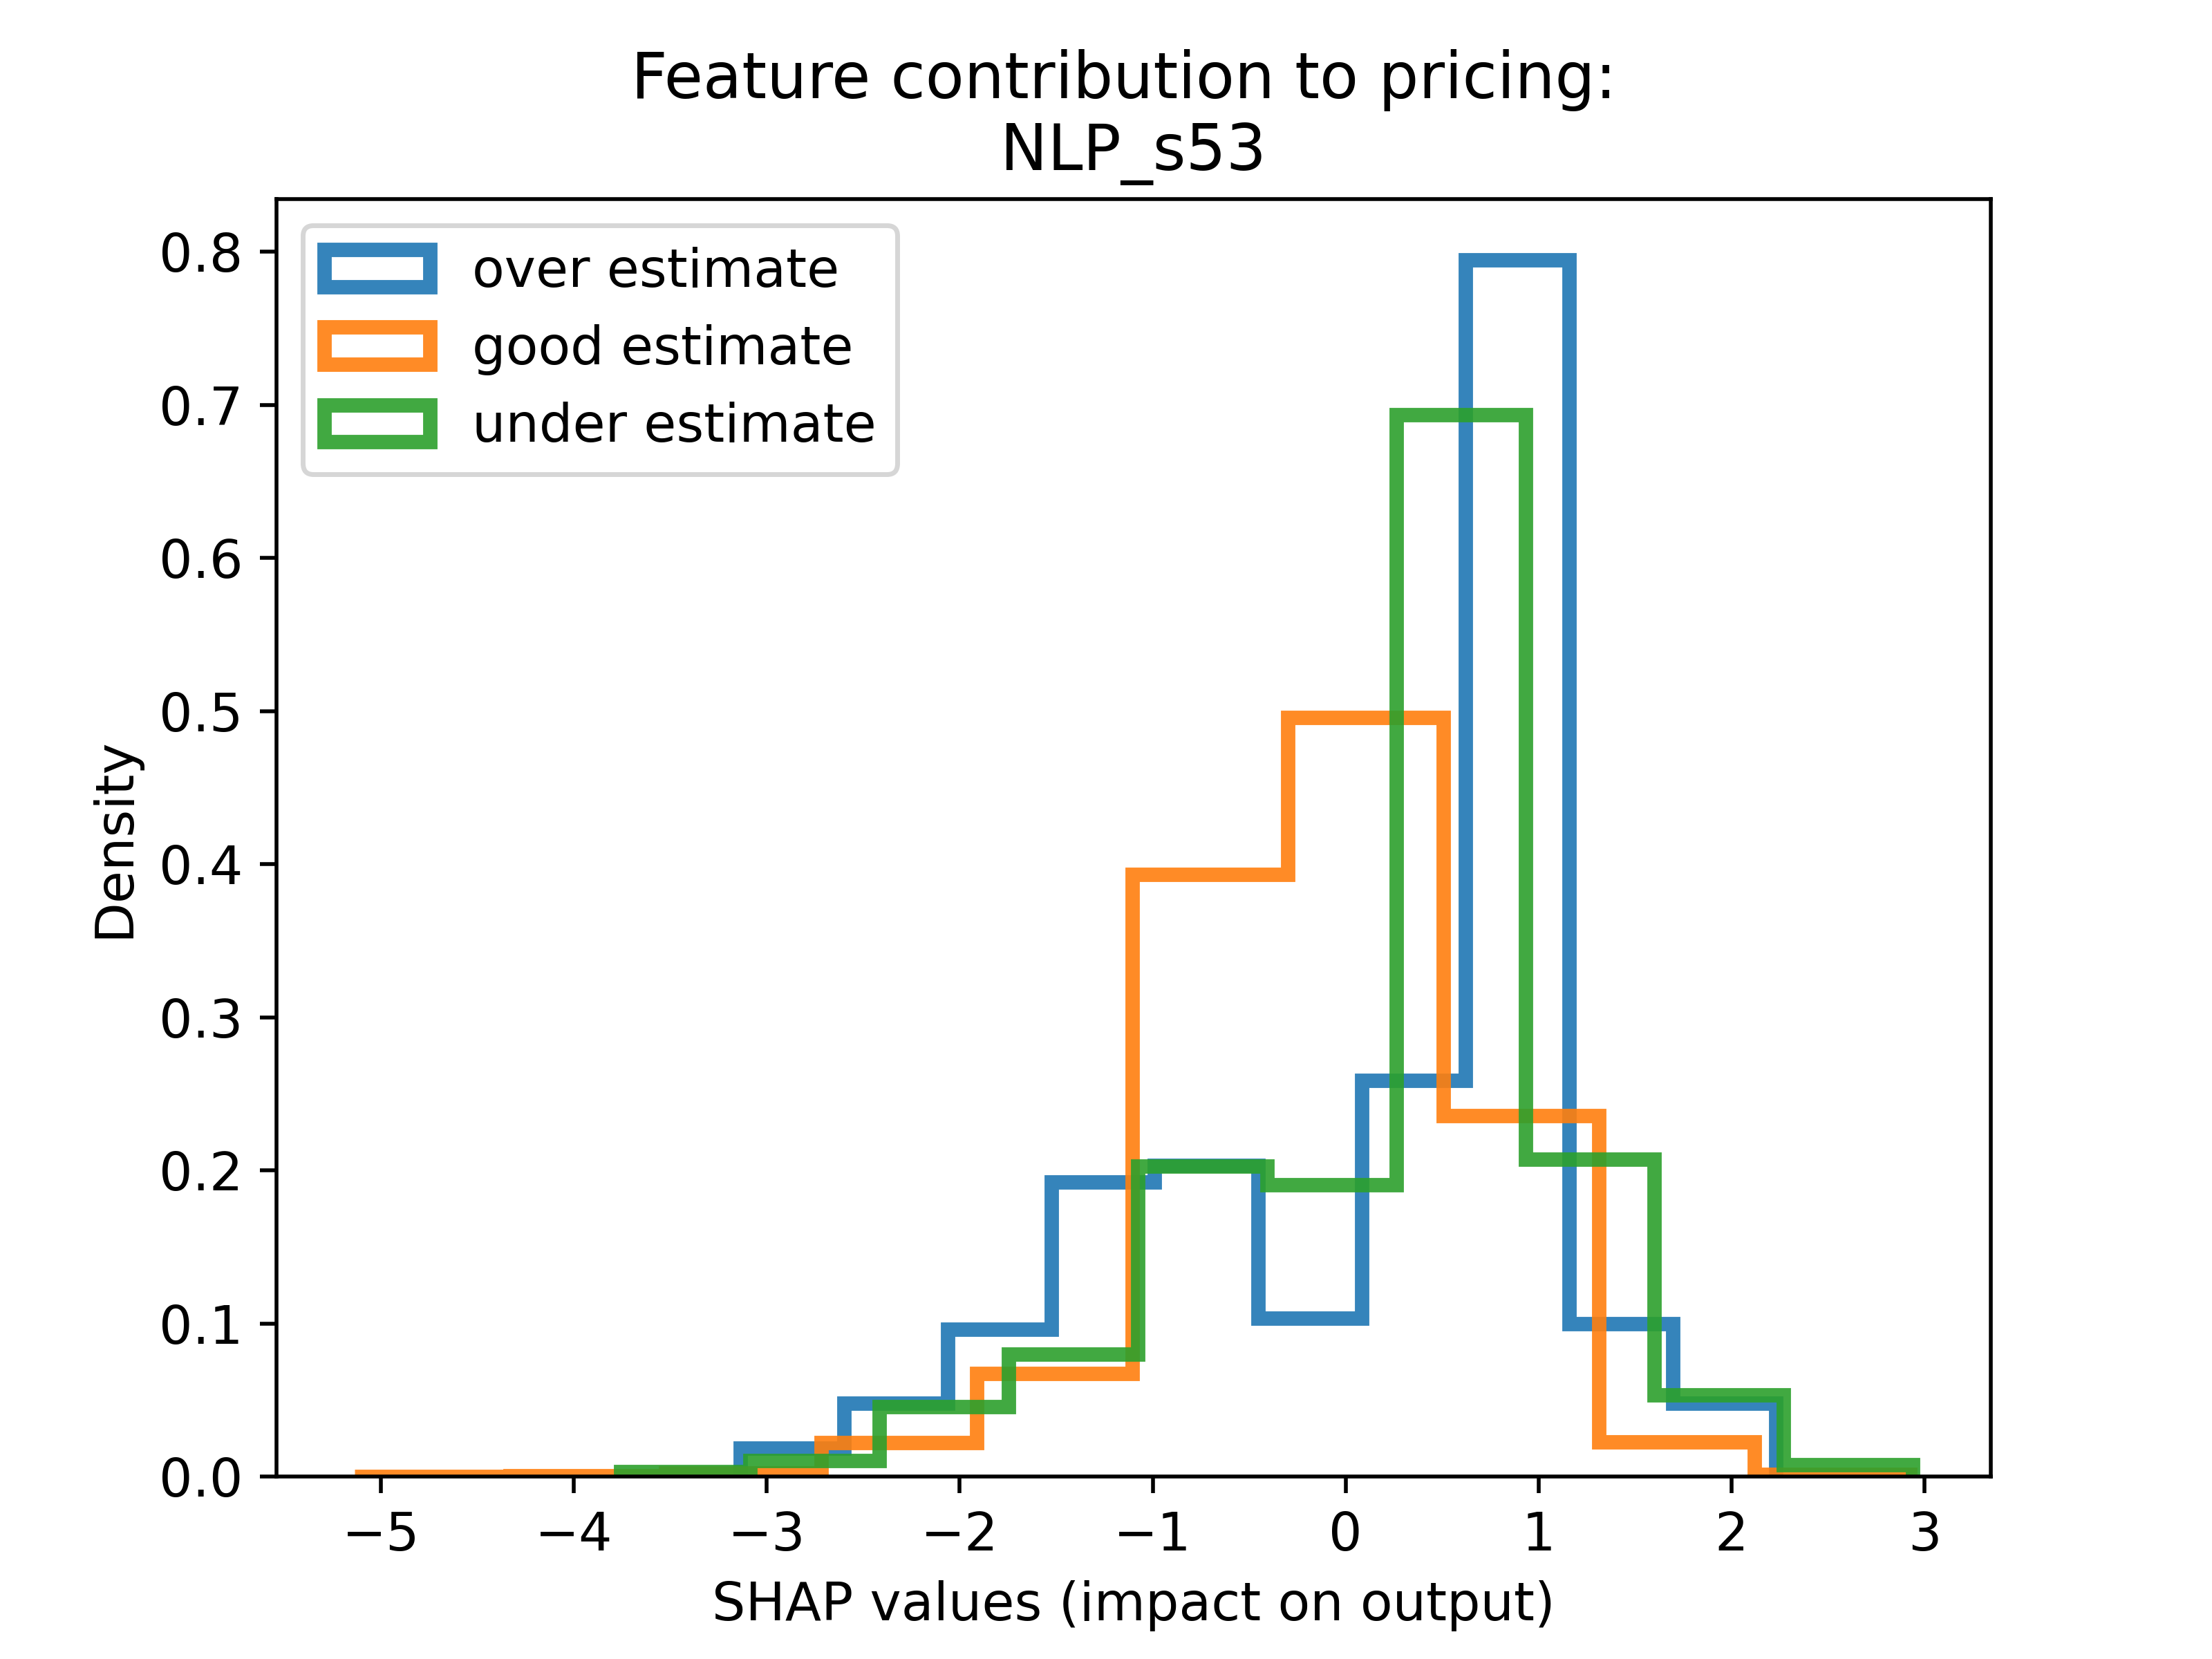 Feature contribution to pricing:
NLP_s53
over estimate
good estimate
under estimate
0.8
0.7
0.6
0.5
0.4
0.3
0.2
0.1
0.0
Density
−5 −4 −3 −2 −1 0 1 2 3
SHAP values (impact on output)